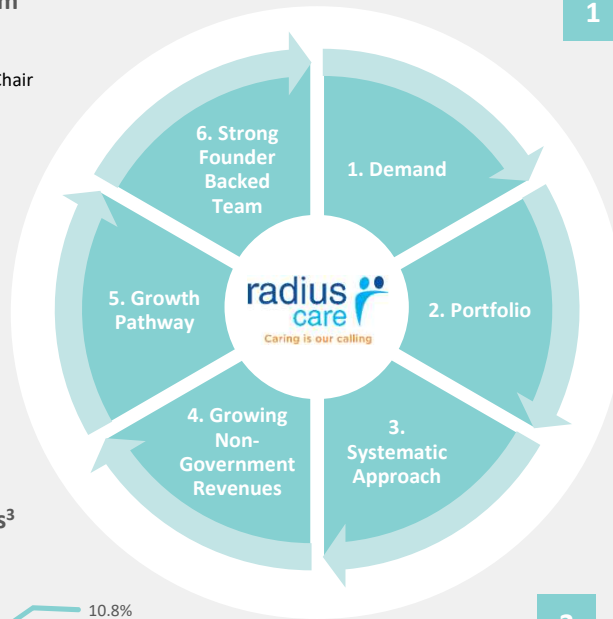 m
1
Chair
6. Strong
Founder
Backed
Team
1. Demand
radius
care
Caring is our calling
5. Growth
Pathway
2. Portfolio
4. Growing
Non-
Government
Revenues
3.
Systematic
Approach
s³
10.8%